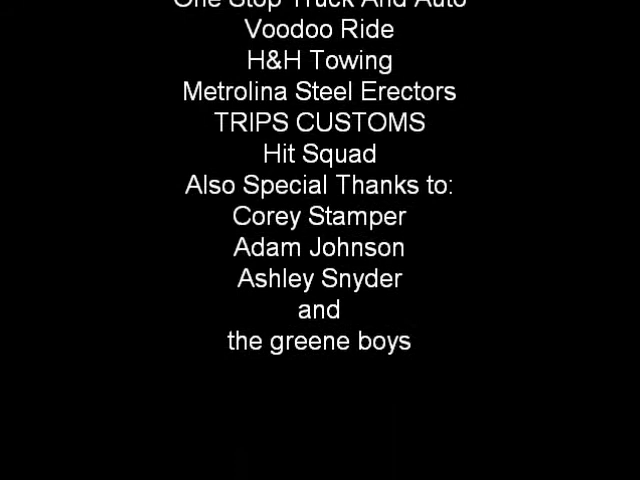 One Stop Truck And Auto
Voodoo Ride
H&H Towing
Metrolina Steel Erectors
TRIPS CUSTOMS
Hit Squad
Also Special Thanks to:
Corey Stamper
Adam Johnson
Ashley Snyder
and
the greene boys